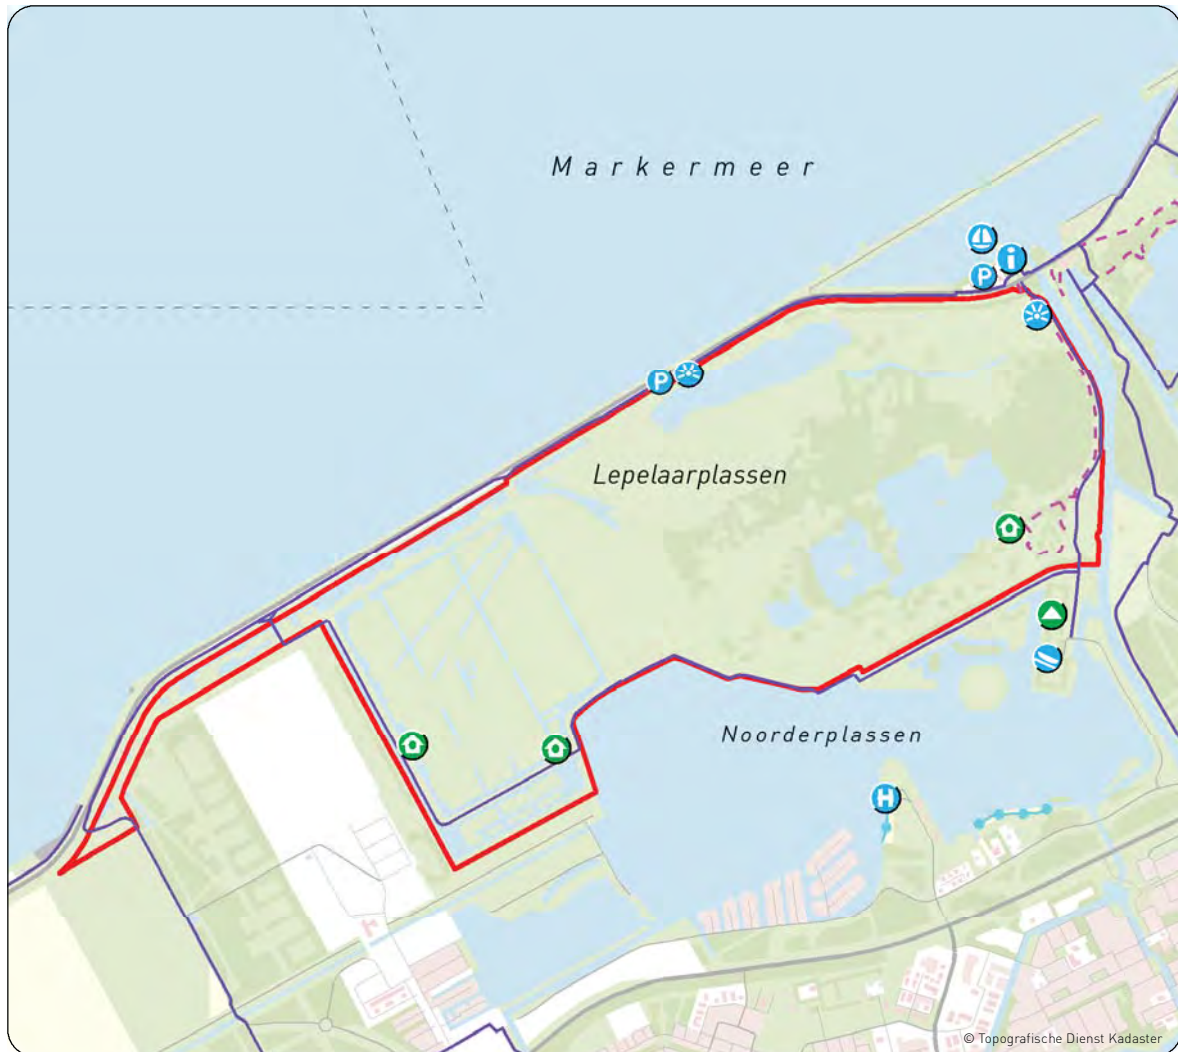 Markermeer
i
P
P
Lepelaarplassen
Noorderplassen
H
© Topografische Dienst Kadaster